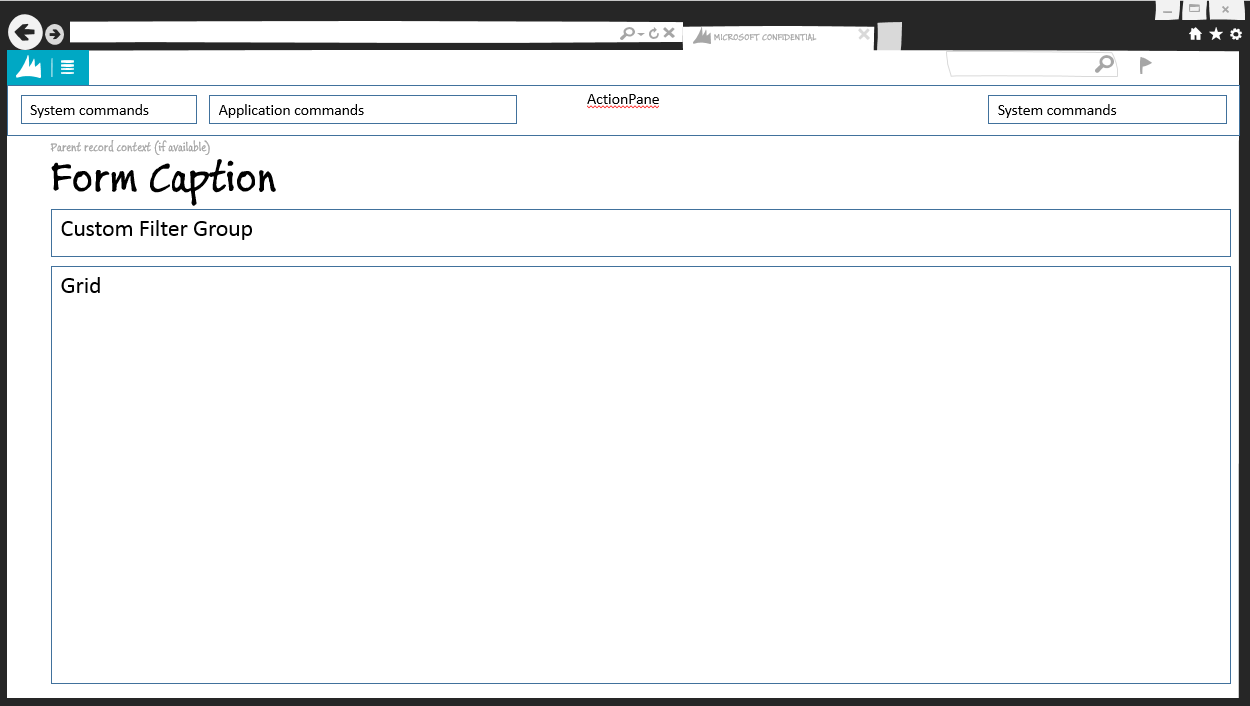 MICROSOFT CONFIDENTIAL
System commands
Application commands
ActionPane
System commands
Parent record context (if available)
Form Caption
Custom Filter Group
Grid